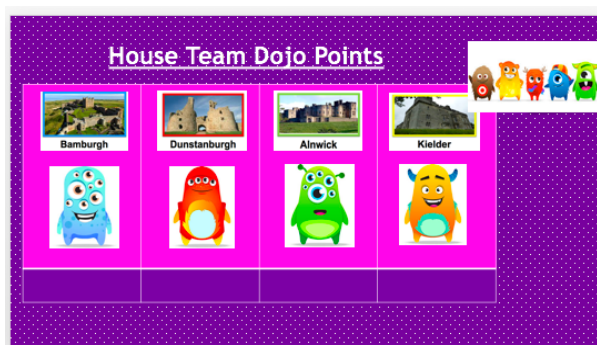 House Team Dojo Points
Bamburgh
Dunstanburgh
Alnwick
Kielder